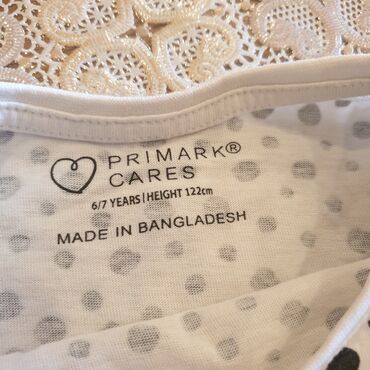 PRIMARK®
CARES
6/7 YEARS|HEIGHT 122cm
MADE IN BANGLADESH